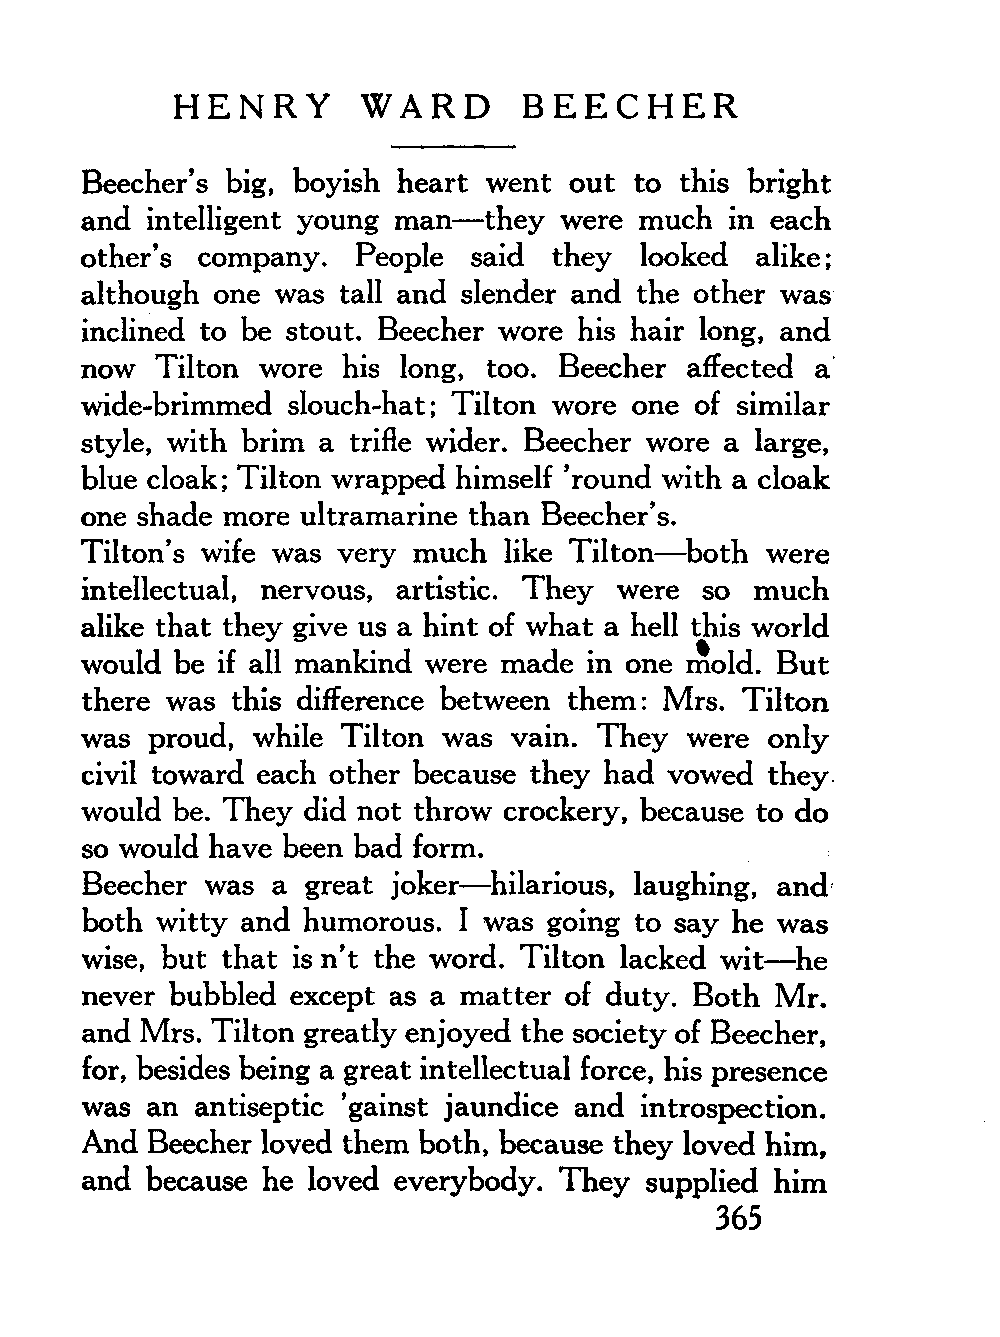 HENRY WARD BEECHER
Beecher's big, boyish heart went out to this bright
and intelligent young man—they were much in each
other's company. People said they looked alike;
although one was tall and slender and the other was
inclined to be stout. Beecher wore his hair long, and
now Tilton wore his long, too. Beecher affected a
wide-brimmed slouch-hat; Tilton wore one of similar
style, with brim a trifle wider. Beecher wore a large,
blue cloak; Tilton wrapped himself 'round with a cloak
one shade more ultramarine than Beecher's.
Tilton's wife was very much like Tilton—both were
intellectual, nervous, artistic. They were so much
alike that they give us a hint of what a hell this world
would be if all mankind were made in one mold. But
there was this difference between them: Mrs. Tilton
was proud, while Tilton was vain. They were only
civil toward each other because they had vowed they
would be. They did not throw crockery, because to do
so would have been bad form.
Beecher was a great joker—hilarious, laughing, and
both witty and humorous. I was going to say he was
wise, but that is n't the word. Tilton lacked wit—he
never bubbled except as a matter of duty. Both Mr.
and Mrs. Tilton greatly enjoyed the society of Beecher,
for, besides being a great intellectual force, his presence
was an antiseptic 'gainst jaundice and introspection.
And Beecher loved them both, because they loved him,
and because he loved everybody. They supplied him
365